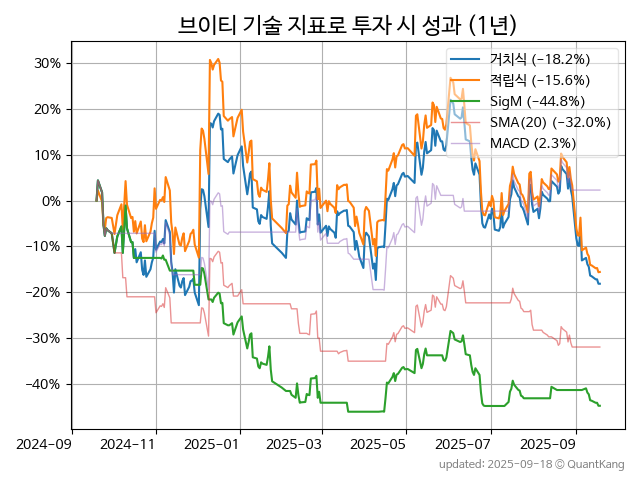 브이티 기술 지표로 투자 시 성과 (1년)
거치식 (−18.2%)
적립식 (−15.6%)
SigM (−44.8%)
SMA(20) (−32.0%)
MACD (2.3%)
30%
20%
10%
0%
−10%
−20%
−30%
−40%
2024-09 2024-11 2025-01 2025-03 2025-05 2025-07 2025-09
updated: 2025-09-18 ⓒ QuantKang